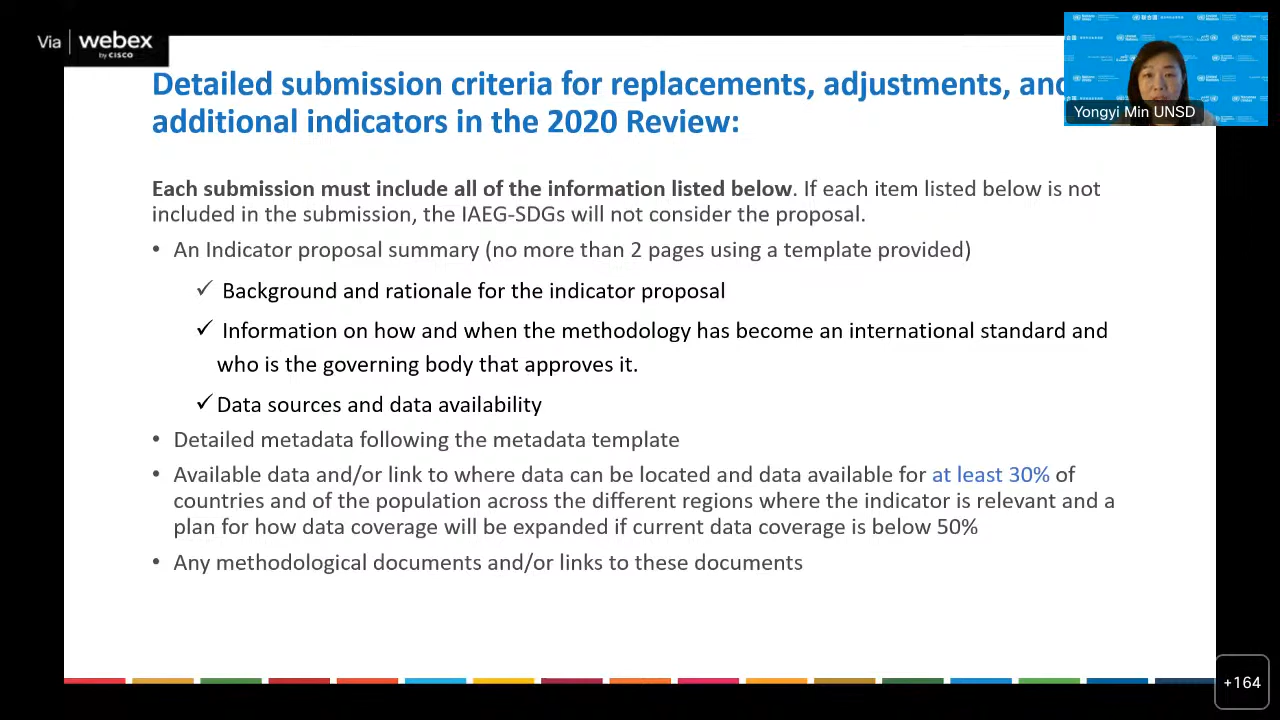 Via webex
by CISCO
Yongyi Min UNSD
Detailed submission criteria for replacements, adjustments, and
additional indicators in the 2020 Review:
Each submission must include all of the information listed below. If each item listed below is not
included in the submission, the IAEG-SDGs will not consider the proposal.
• An Indicator proposal summary (no more than 2 pages using a template provided)
✓ Background and rationale for the indicator proposal
✓ Information on how and when the methodology has become an international standard and
who is the governing body that approves it.
✓ Data sources and data availability
• Detailed metadata following the metadata template
• Available data and/or link to where data can be located and data available for at least 30% of
countries and of the population across the different regions where the indicator is relevant and a
plan for how data coverage will be expanded if current data coverage is below 50%
• Any methodological documents and/or links to these documents
+164